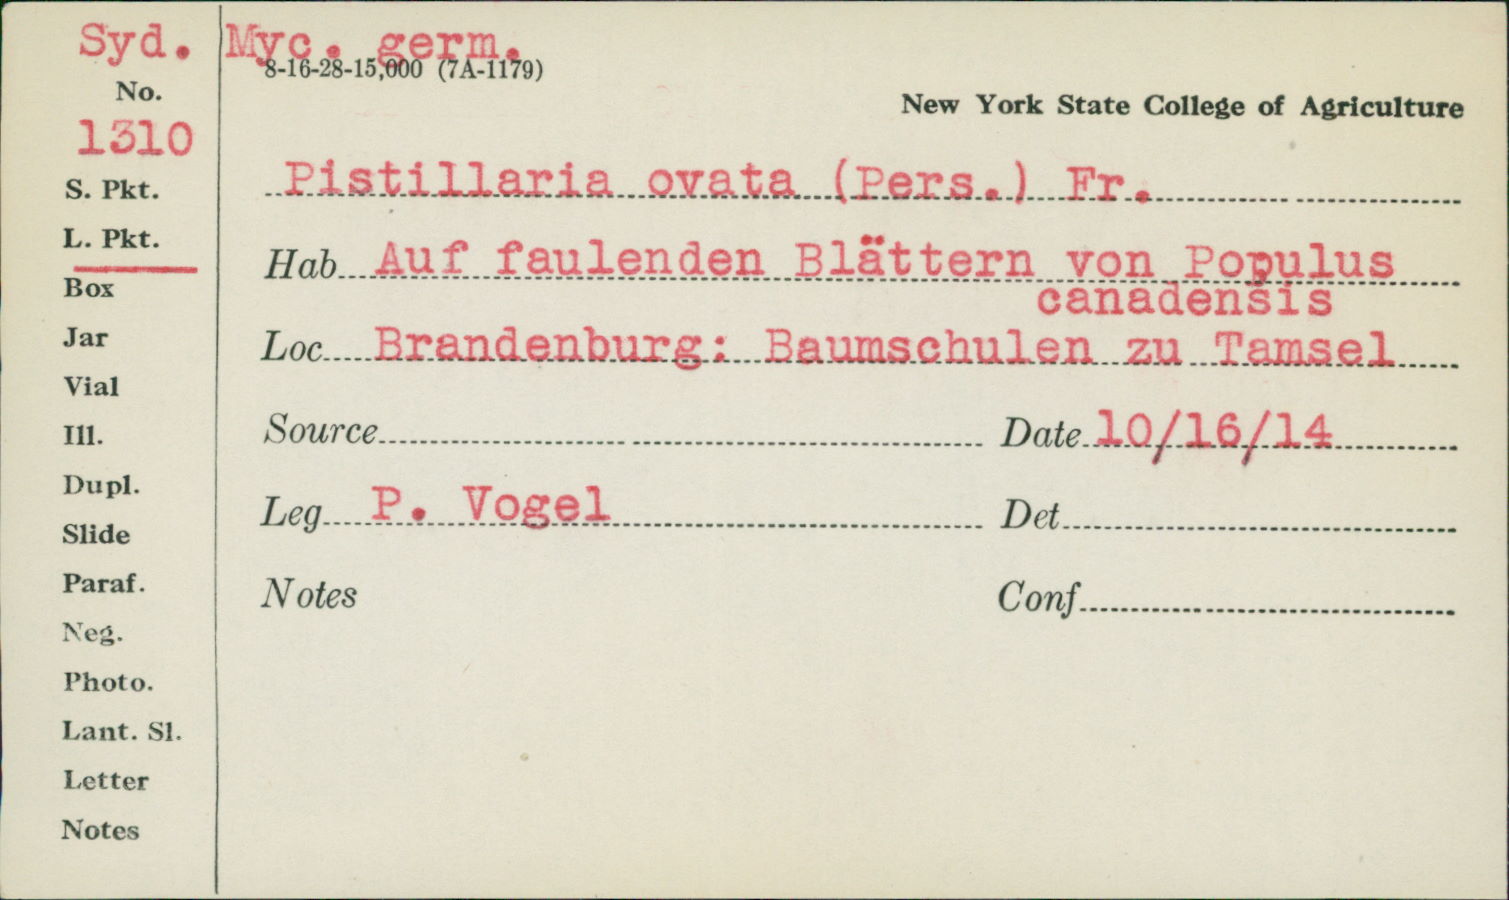 Syd. Myc. germ.
8-16-28-15,000 (7A-1179)
No.
1310
New York State College of Agriculture
S. Pkt.
L. Pkt.
Box
Jar
Vial
Ill.
Dupl.
Slide
Paraf.
Neg.
Photo.
Lant. Sl.
Letter
Notes
Pistillaria ovata (Pers.) Fr.
Hab Auf faulenden Blättern von Populus
canadensis
Loc Brandenburg: Baumschulen zu Tamsel
Source Date 10/16/14
Leg P. Vogel Det
Notes Conf